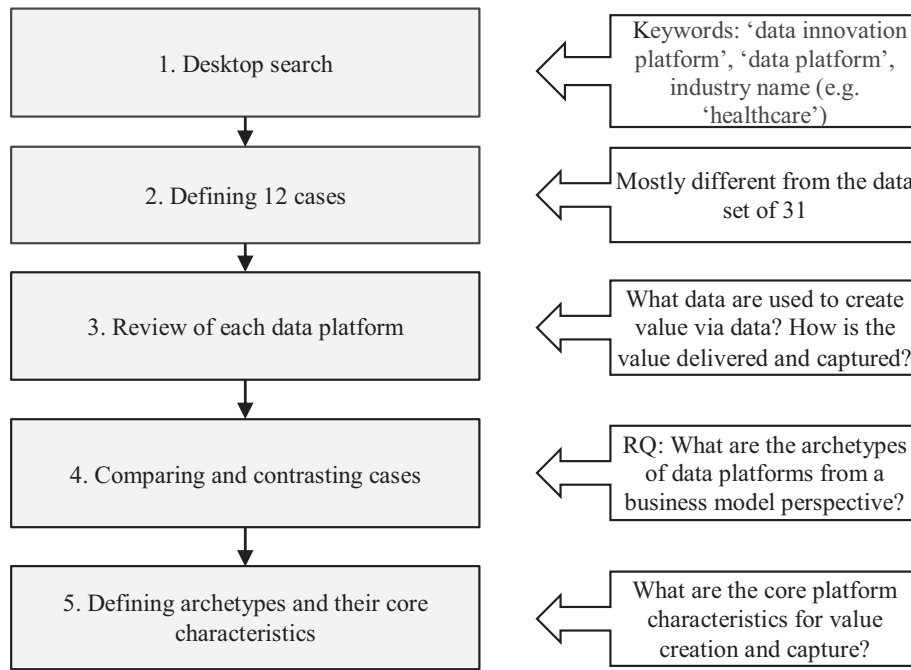 1. Desktop search
Keywords: ‘data innovation
platform’, ‘data platform’,
industry name (e.g.
‘healthcare’)
2. Defining 12 cases
Mostly different from the data
set of 31
3. Review of each data platform
What data are used to create
value via data? How is the
value delivered and captured?
4. Comparing and contrasting cases
RQ: What are the archetypes
of data platforms from a
business model perspective?
5. Defining archetypes and their core
characteristics
What are the core platform
characteristics for value
creation and capture?